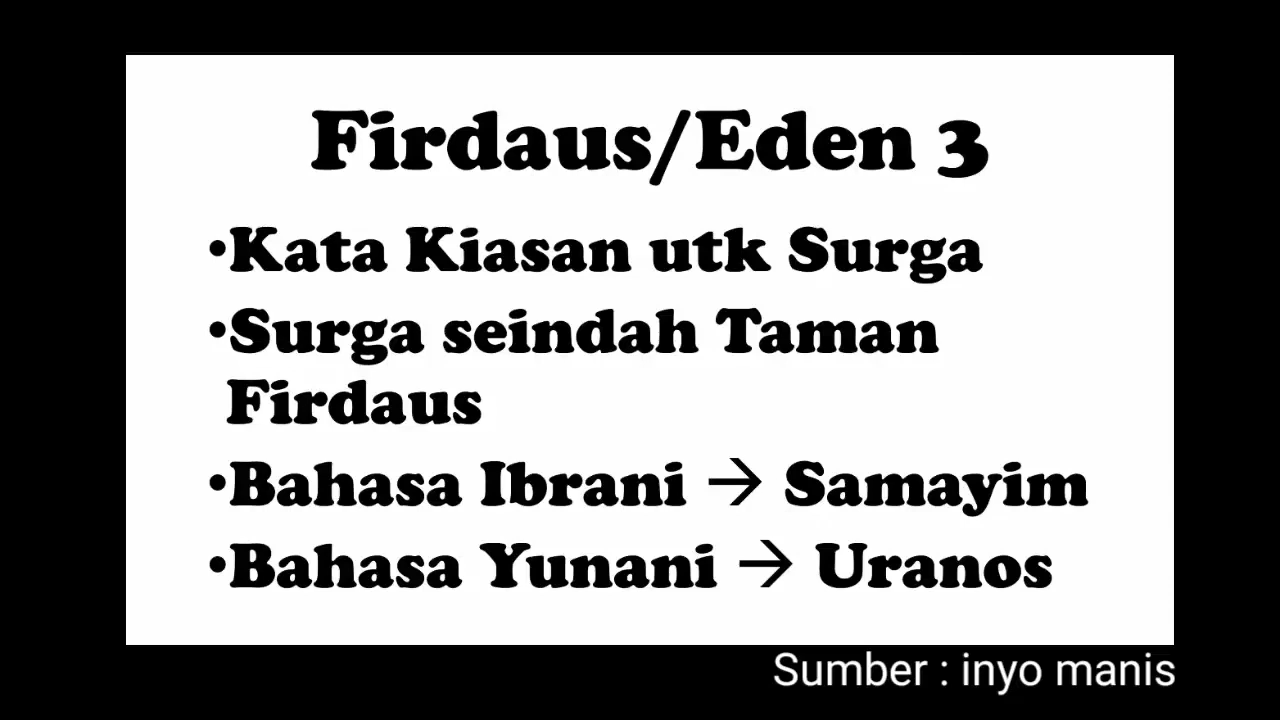 Firdaus/Eden 3
•Kata Kiasan utk Surga
•Surga seindah Taman
Firdaus
•Bahasa Ibrani → Samayim
•Bahasa Yunani → Uranos
Sumber : inyo manis